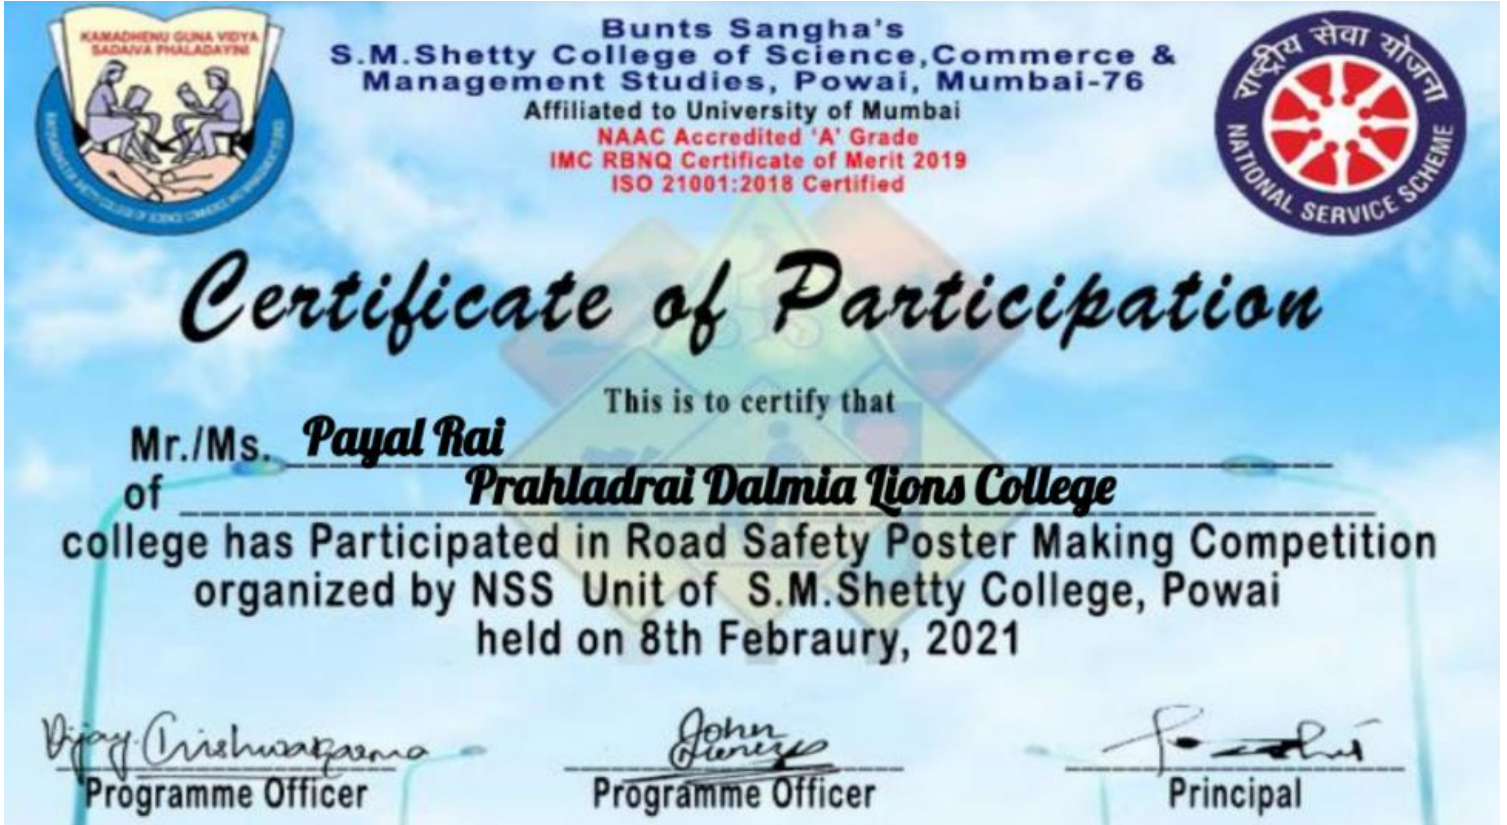 KAMADHENU GUNA VIDYA
SADAIVA PHALADAYINI
Bunts Sangha's
S.M.Shetty College of Science,Commerce &
Management Studies, Powai, Mumbai-76
Affiliated to University of Mumbai
NAAC Accredited 'A' Grade
IMC RBNQ Certificate of Merit 2019
ISO 21001:2018 Certified
राष्ट्रीय सेवा योजना
NATIONAL SERVICE SCHEME
Certificate of Participation
This is to certify that
Mr./Ms. Payal Rai
of Prahladrai Dalmia Lions College
college has Participated in Road Safety Poster Making Competition
organized by NSS Unit of S.M.Shetty College, Powai
held on 8th Febraury, 2021
Vijay Vishwakarma
John
Programme Officer
Programme Officer
Principal